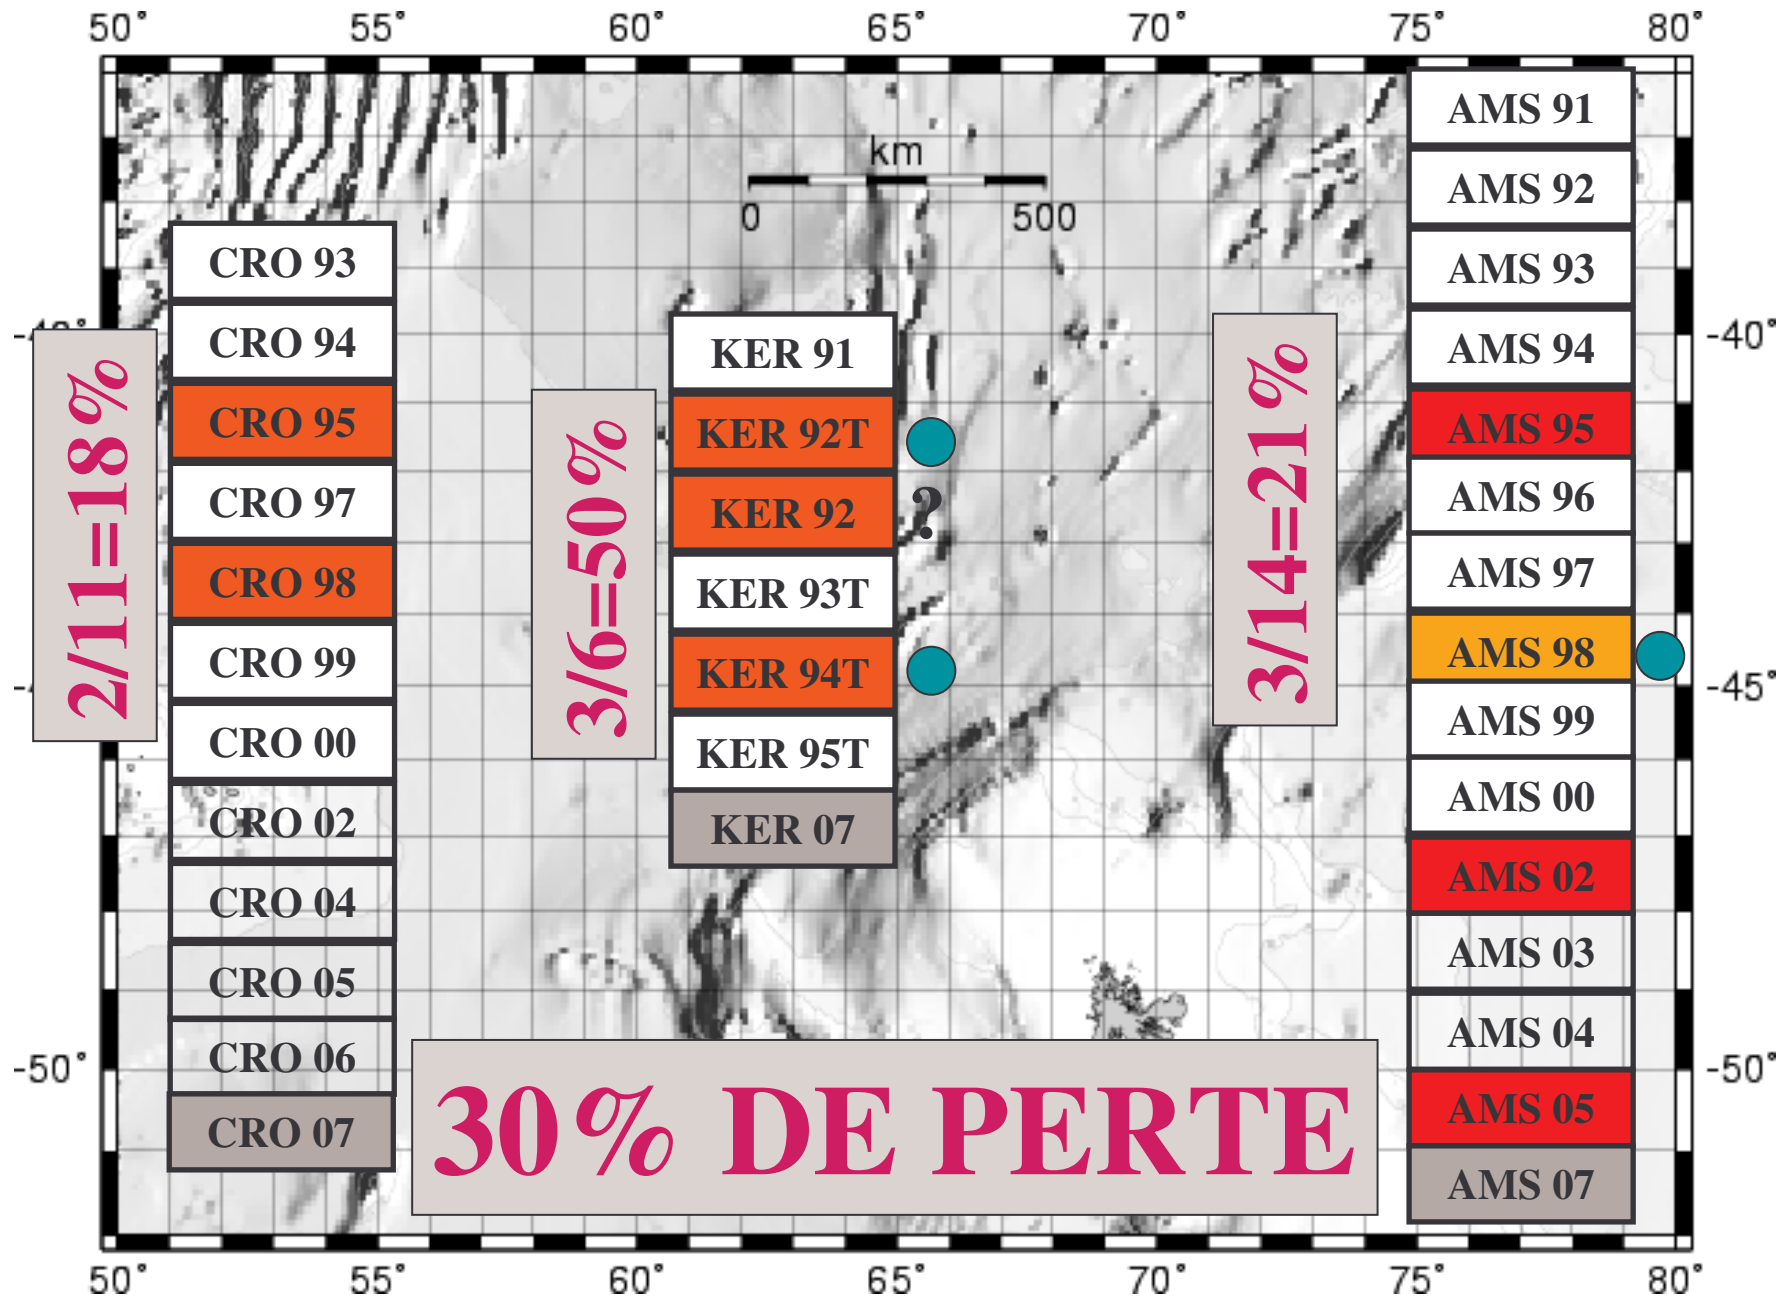 50° 55° 60° 65° 70° 75° 80°
km
0 500
-40°
-45°
-50°
CRO 93
CRO 94
CRO 95
CRO 97
CRO 98
CRO 99
CRO 00
CRO 02
CRO 04
CRO 05
CRO 06
CRO 07
2/11=18%
KER 91
KER 92T
KER 92
?
KER 93T
KER 94T
KER 95T
KER 07
3/6=50%
AMS 91
AMS 92
AMS 93
AMS 94
AMS 95
AMS 96
AMS 97
AMS 98
AMS 99
AMS 00
AMS 02
AMS 03
AMS 04
AMS 05
AMS 07
3/14=21%
30% DE PERTE
-50°
50° 55° 60° 65° 70° 75° 80°